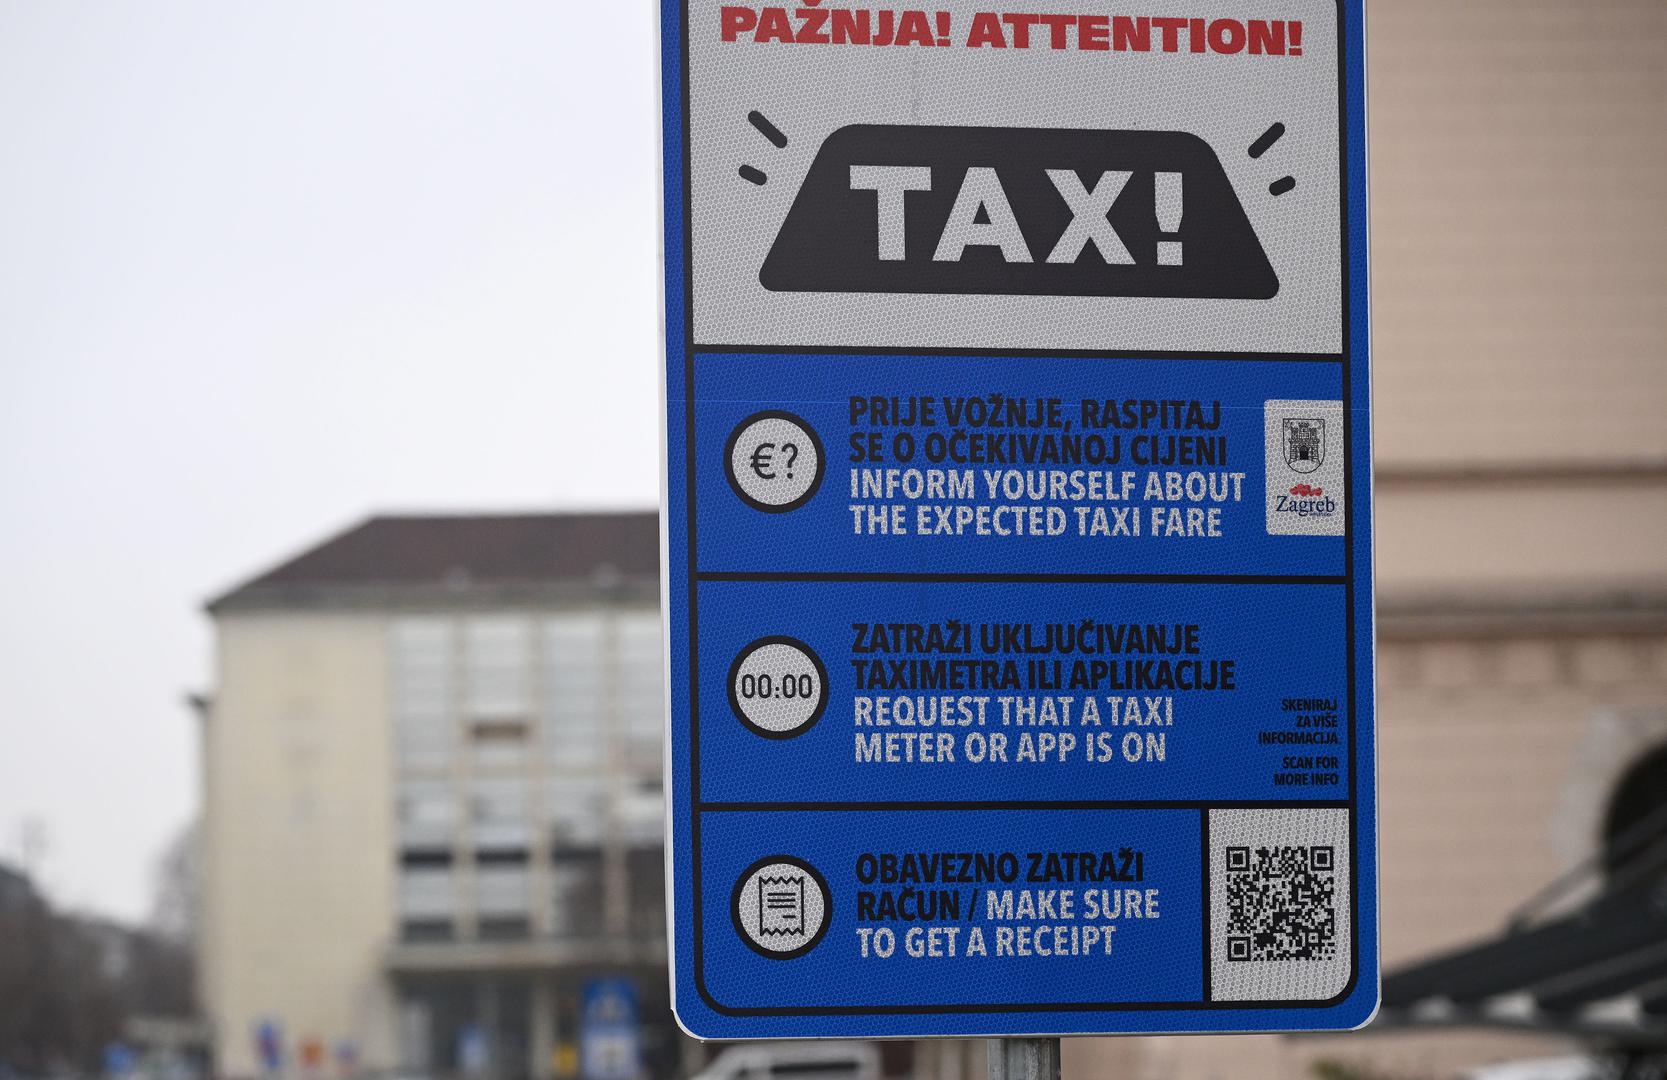 PAŽNJA! ATTENTION!
TAX!
€?
PRIJE VOŽNJE, RASPITAJ
SE O OČEKIVANOJ CIJENI
INFORM YOURSELF ABOUT
THE EXPECTED TAXI FARE
Zagreb
00:00
ZATRAŽI UKLJUČIVANJE
TAXIMETRA ILI APLIKACIJE
REQUEST THAT A TAXI
METER OR APP IS ON
SKENIRAJ
ZA VIŠE
INFORMACIJA
SCAN FOR
MORE INFO
OBAVEZNO ZATRAŽI
RAČUN / MAKE SURE
TO GET A RECEIPT